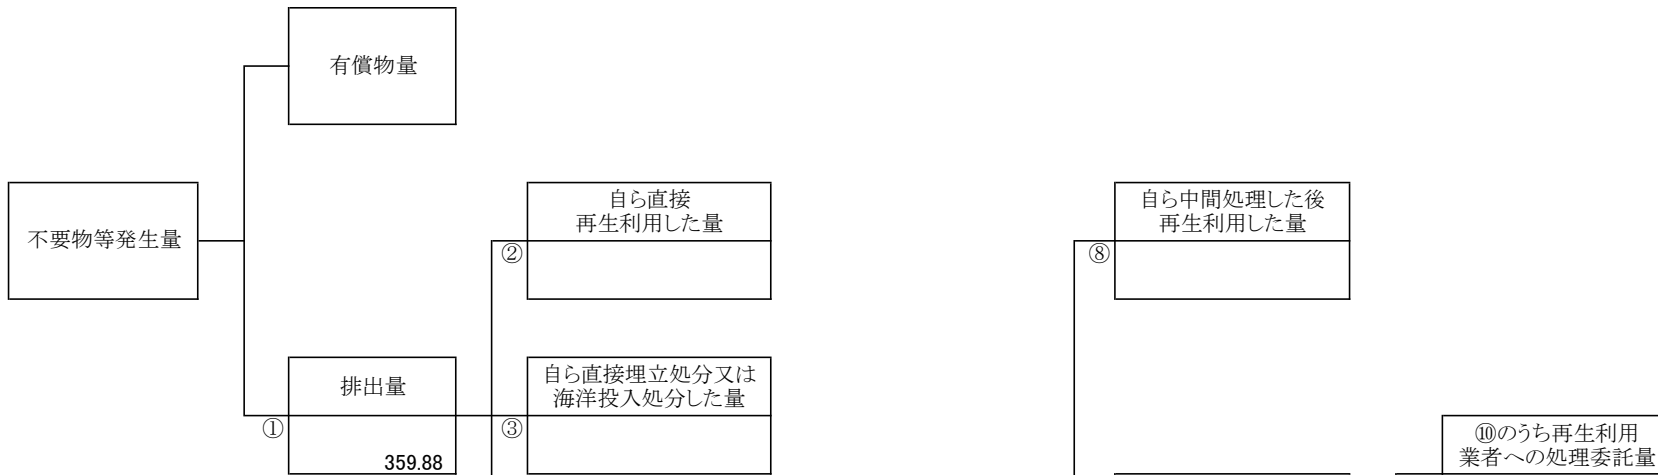 有償物量
不要物等発生量
自ら直接
再生利用した量
②
自ら中間処理した後
再生利用した量
⑧
排出量
①
359.88
自ら直接埋立処分又は
海洋投入処分した量
③
⑩のうち再生利用
業者への処理委託量